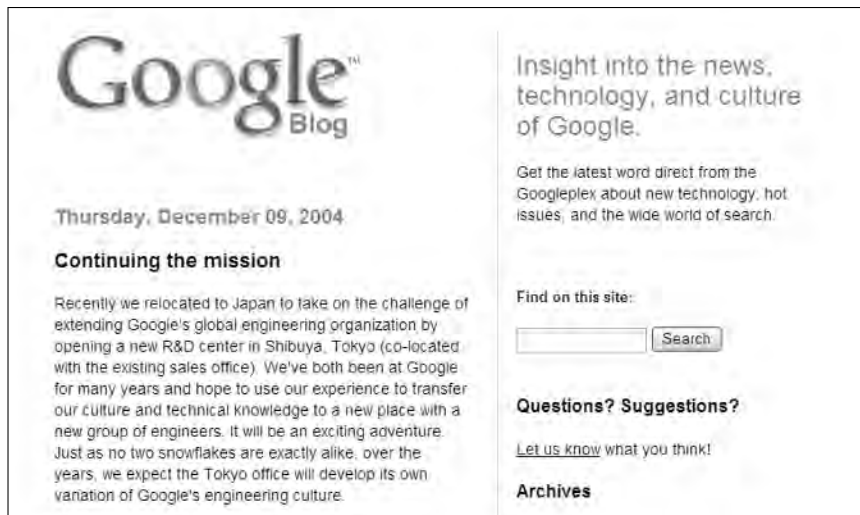 Google™
Blog
Thursday, December 09, 2004
Continuing the mission
Recently we relocated to Japan to take on the challenge of
extending Google's global engineering organization by
opening a new R&D center in Shibuya, Tokyo (co-located
with the existing sales office). We've both been at Google
for many years and hope to use our experience to transfer
our culture and technical knowledge to a new place with a
new group of engineers. It will be an exciting adventure.
Just as no two snowflakes are exactly alike, over the
years, we expect the Tokyo office will develop its own
variation of Google's engineering culture.
Insight into the news,
technology, and culture
of Google.
Get the latest word direct from the
Googleplex about new technology, hot
issues, and the wide world of search.
Find on this site:
Search
Questions? Suggestions?
Let us know what you think!
Archives